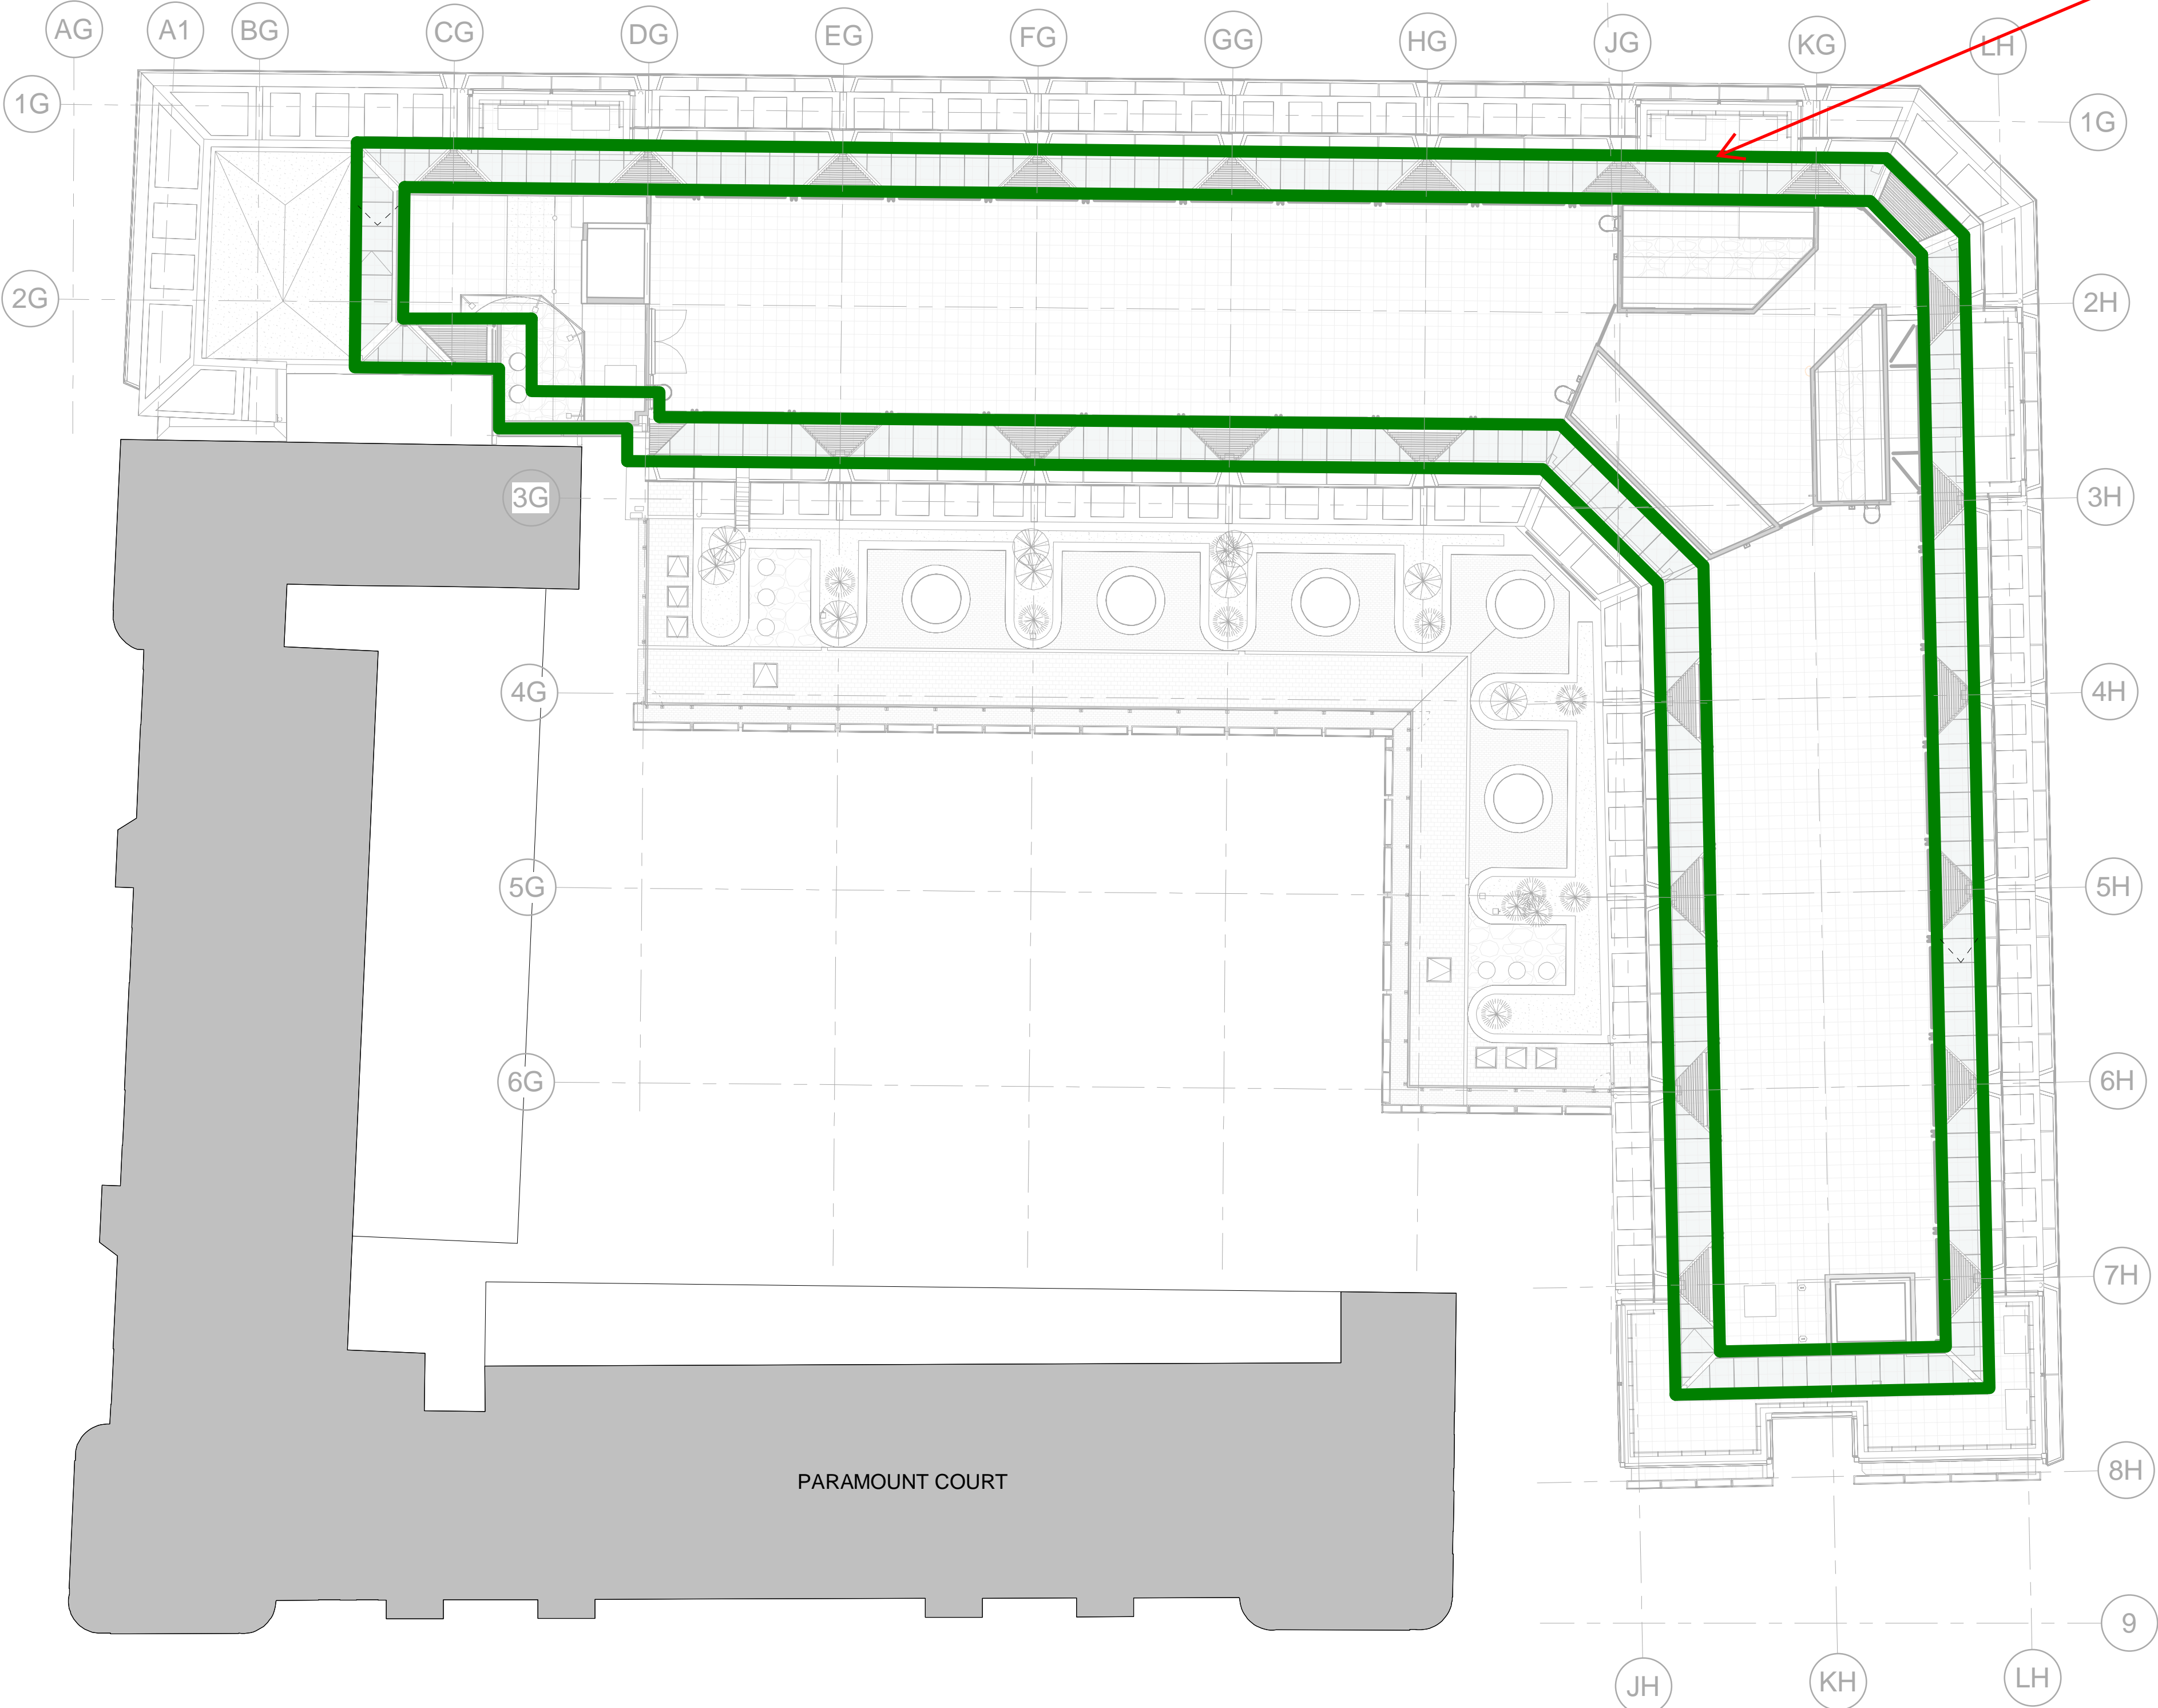 AG A1 BG CG DG EG FG GG HG JG KG LH
1G 1G
2G 2H
3G 3H
4G 4H
5G 5H
6G 6H
7H
PARAMOUNT COURT
8H
9
JH KH LH